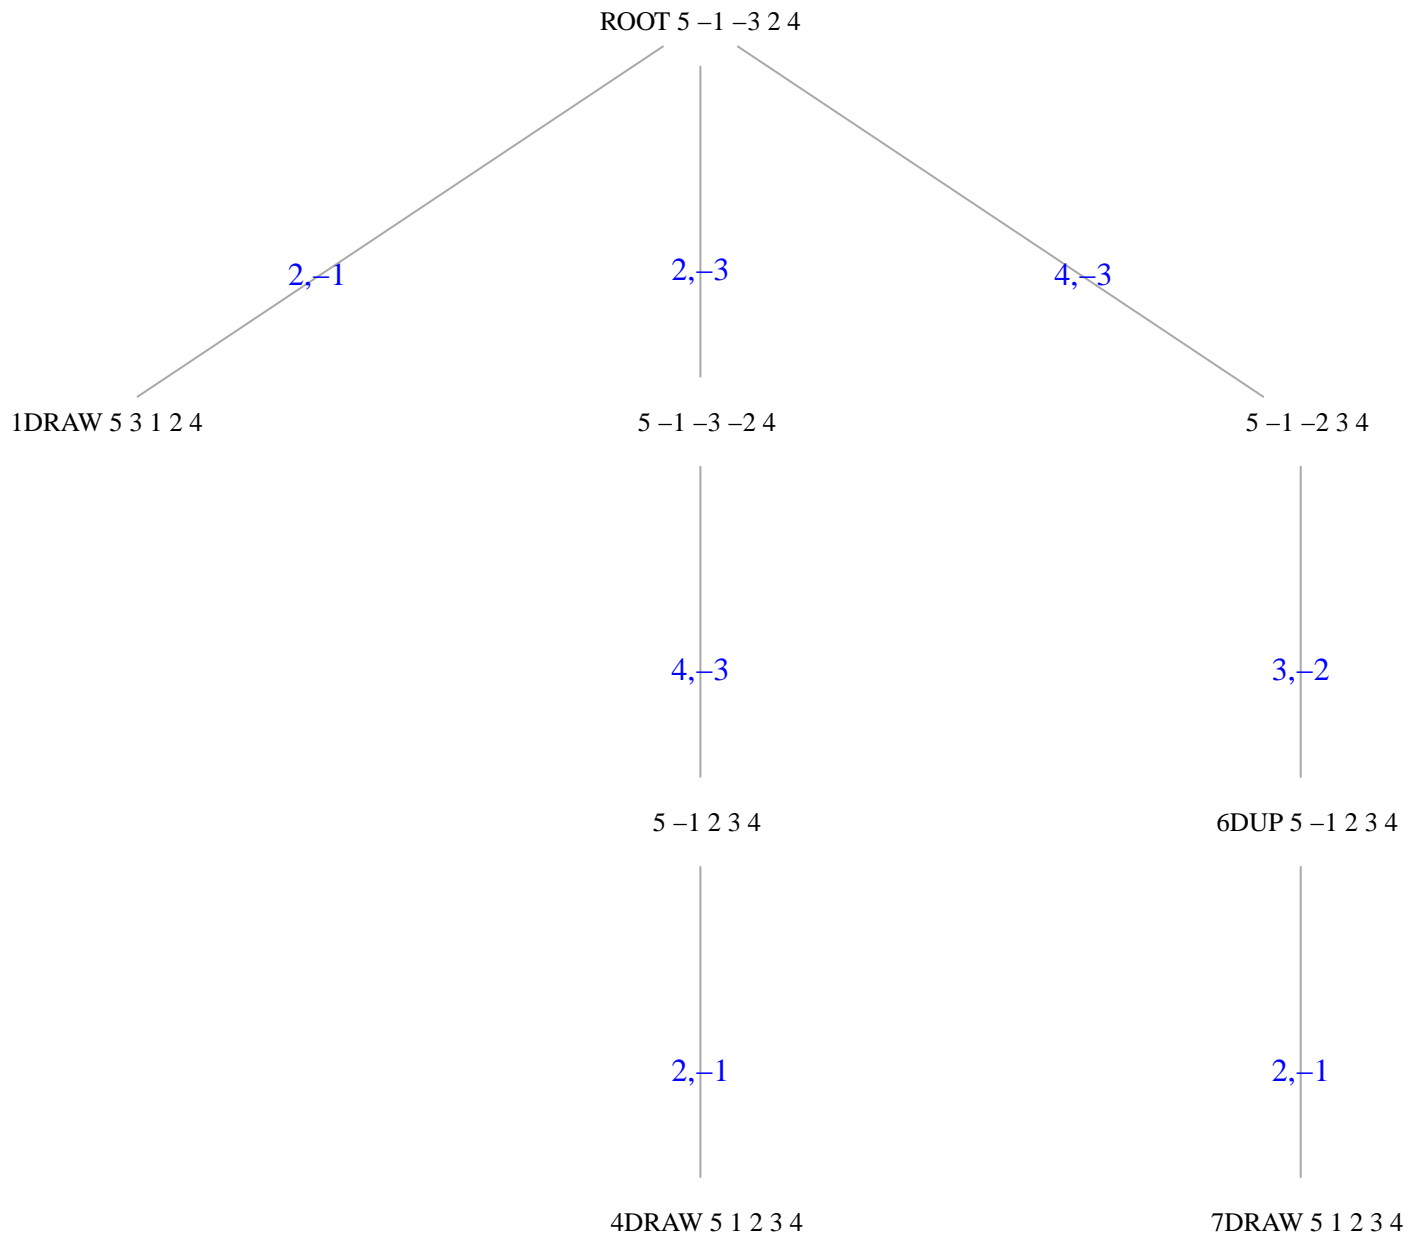 ROOT 5 –1 –3 2 4
2,–1
2,–3
4,–3
1DRAW 5 3 1 2 4
5 –1 –3 –2 4
5 –1 –2 3 4
4,–3
3,–2
5 –1 2 3 4
6DUP 5 –1 2 3 4
2,–1
2,–1
4DRAW 5 1 2 3 4
7DRAW 5 1 2 3 4